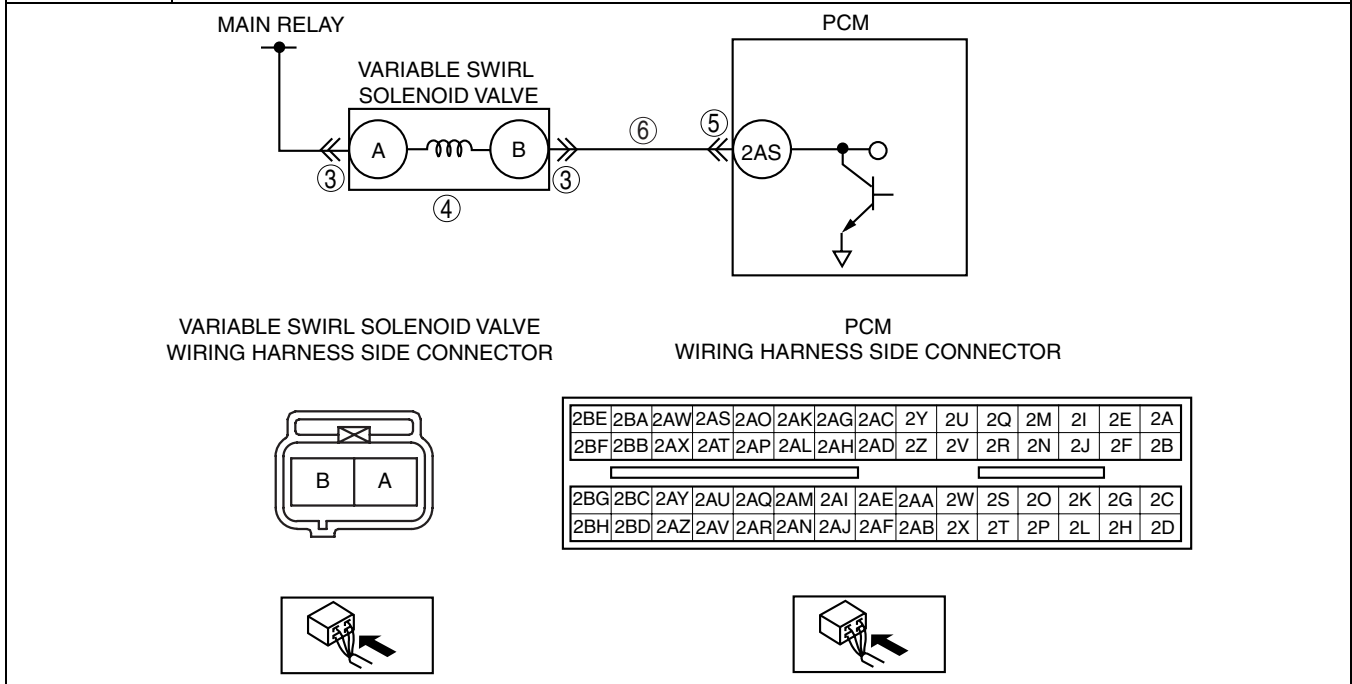 MAIN RELAY
PCM
VARIABLE SWIRL
SOLENOID VALVE
A
B
2AS
③
③
④
⑥
⑤
VARIABLE SWIRL SOLENOID VALVE
WIRING HARNESS SIDE CONNECTOR
PCM
WIRING HARNESS SIDE CONNECTOR
B A
2BE 2BA 2AW 2AS 2AO 2AK 2AG 2AC 2Y 2U 2Q 2M 2I 2E 2A
2BF 2BB 2AX 2AT 2AP 2AL 2AH 2AD 2Z 2V 2R 2N 2J 2F 2B
2BG 2BC 2AY 2AU 2AQ 2AM 2AI 2AE 2AA 2W 2S 2O 2K 2G 2C
2BH 2BD 2AZ 2AV 2AR 2AN 2AJ 2AF 2AB 2X 2T 2P 2L 2H 2D